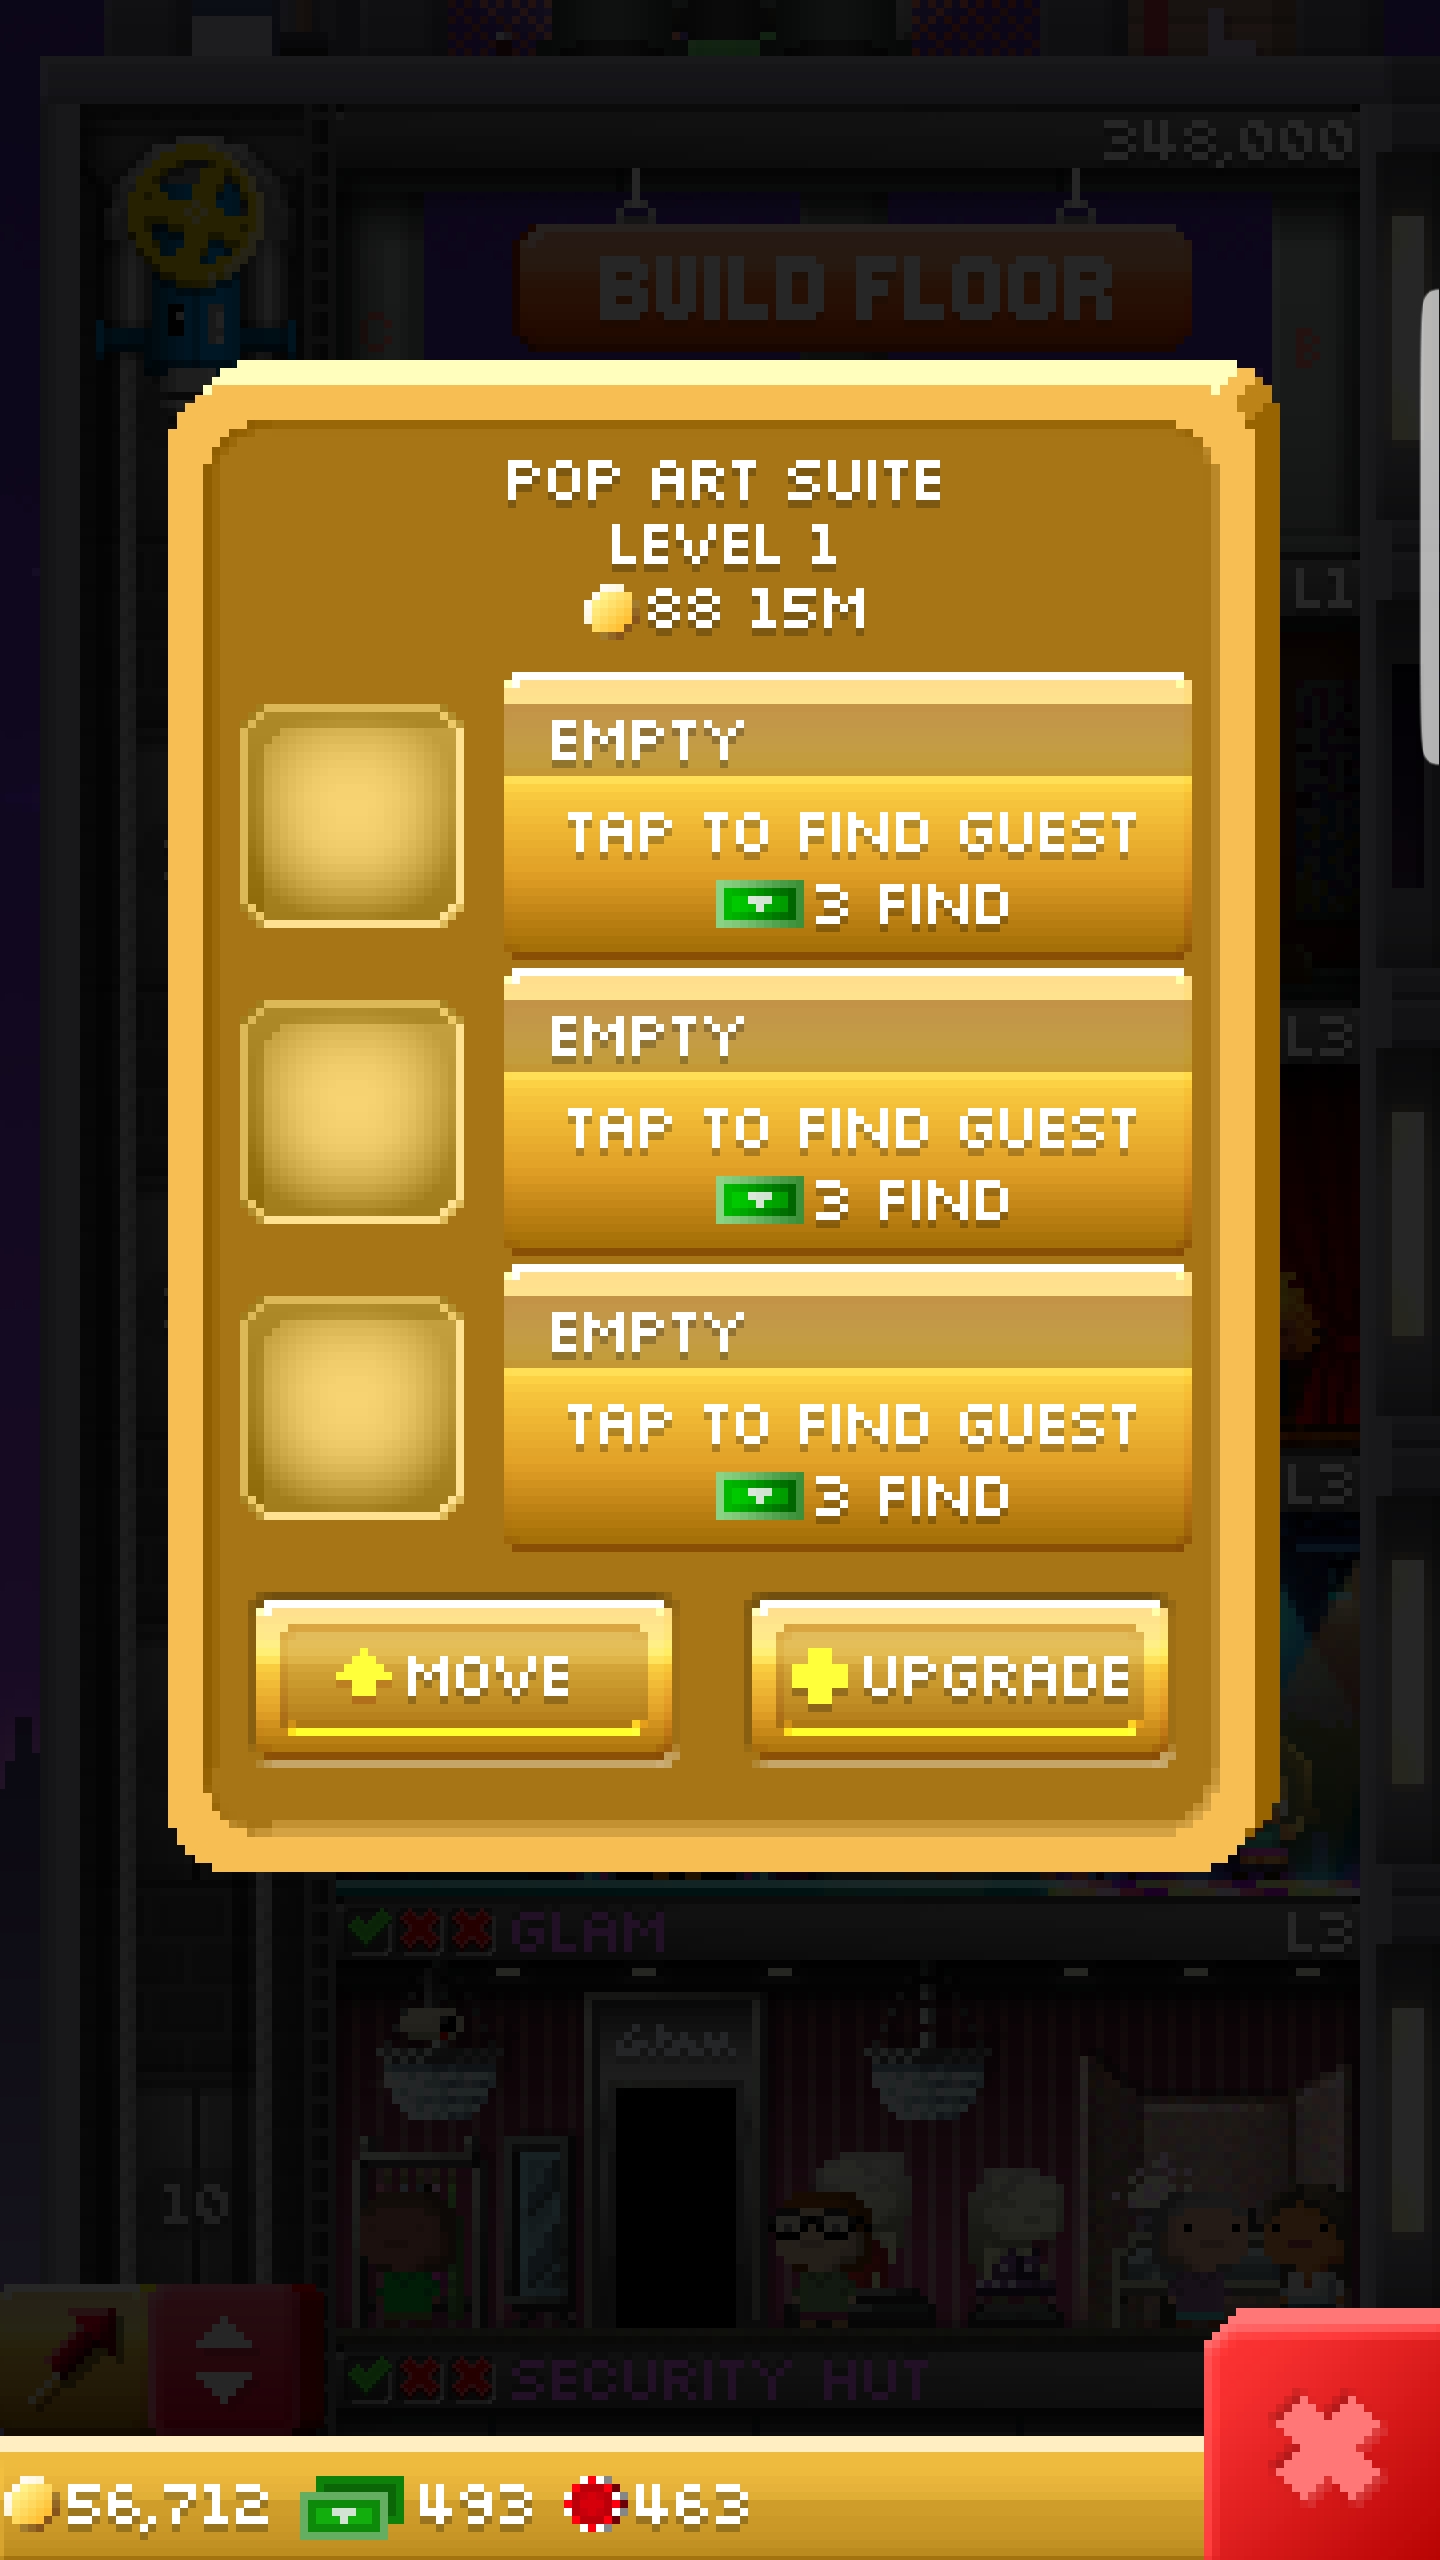 348,000
BUILD FLOOR
C
B
POP ART SUITE
LEVEL 1
88 15M
L1
EMPTY
TAP TO FIND GUEST
3 FIND
EMPTY
L3
TAP TO FIND GUEST
3 FIND
EMPTY
TAP TO FIND GUEST
L3
3 FIND
MOVE
UPGRADE
GLAM
L3
Glam
10
SECURITY HUT
56,712
493
463